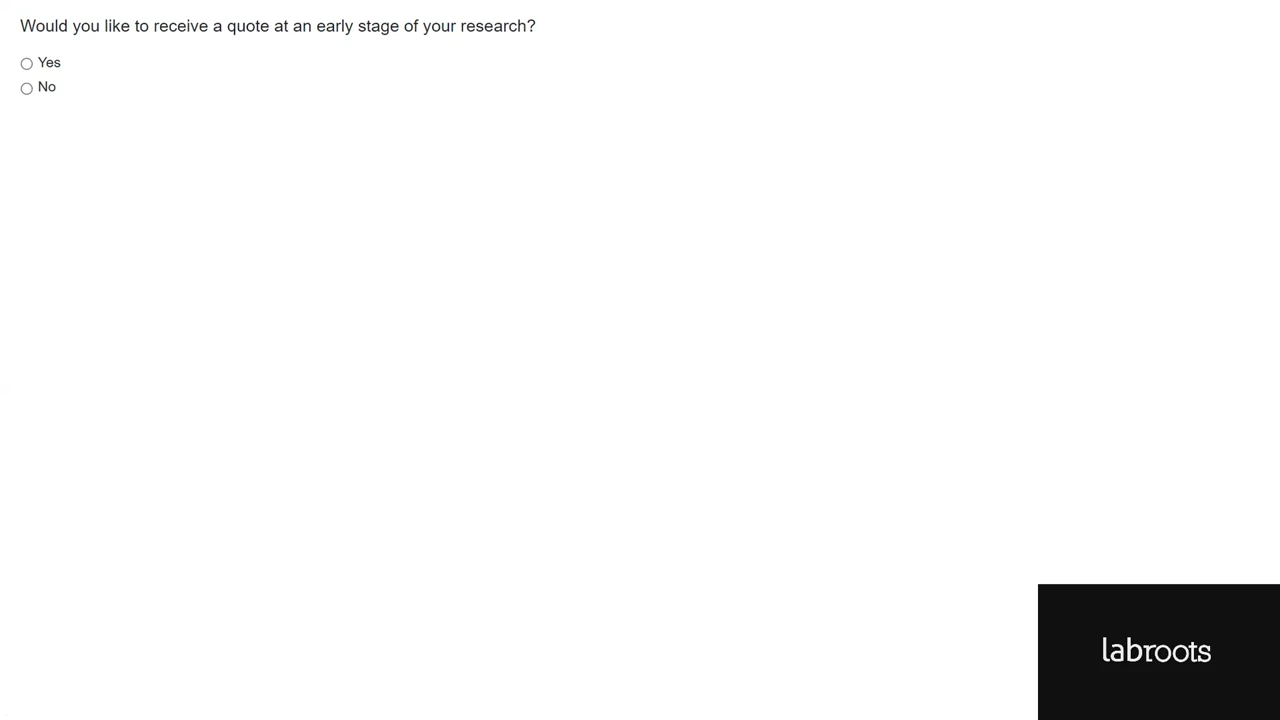 Would you like to receive a quote at an early stage of your research?
Yes
No
labroots